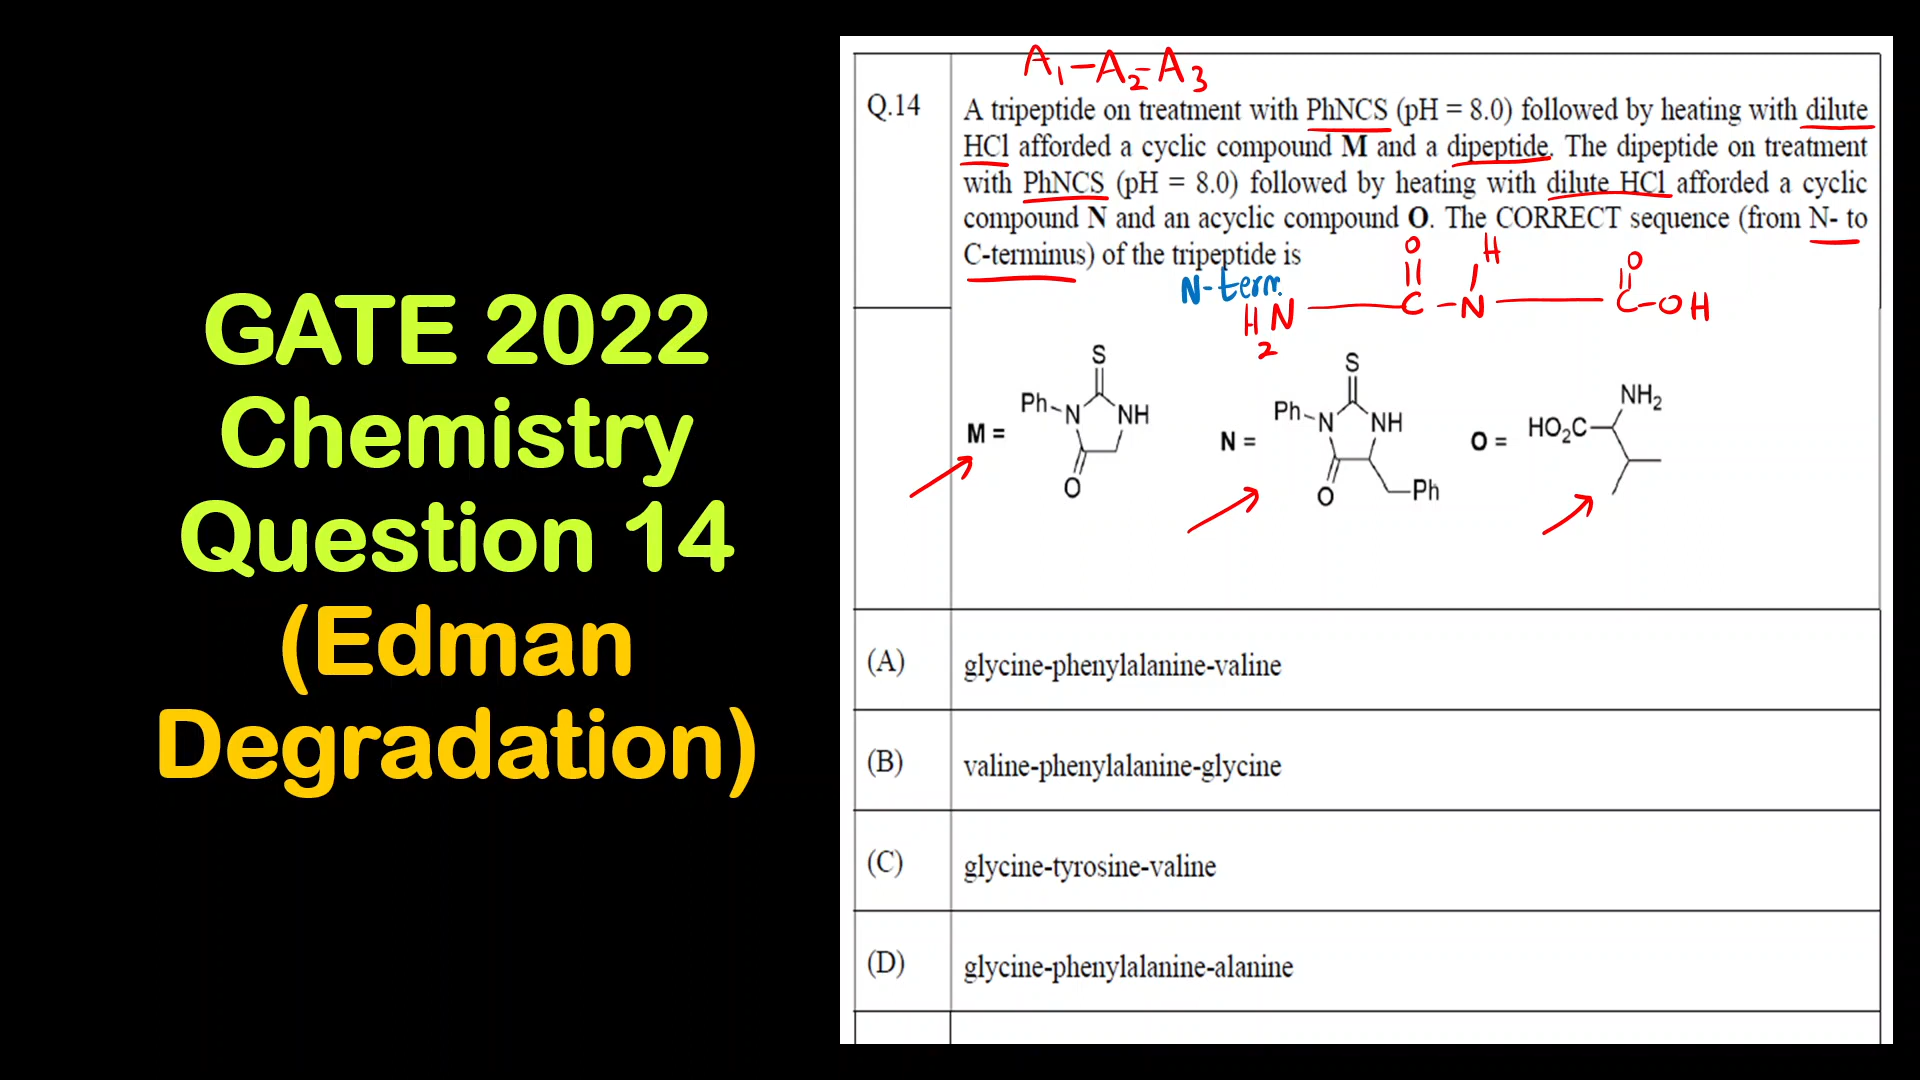 GATE 2022
Chemistry
Question 14
(Edman
Degradation)
A₁-A₂-A₃
Q.14
A tripeptide on treatment with PhNCS (pH = 8.0) followed by heating with dilute
HCl afforded a cyclic compound M and a dipeptide. The dipeptide on treatment
with PhNCS (pH = 8.0) followed by heating with dilute HCl afforded a cyclic
compound N and an acyclic compound O. The CORRECT sequence (from N- to
C-terminus) of the tripeptide is
N-term.
H₂N C-N C-OH
O H O
M =
Ph N S NH O
N =
Ph N S NH O Ph
O =
HO₂C NH₂
(A)
glycine-phenylalanine-valine
(B)
valine-phenylalanine-glycine
(C)
glycine-tyrosine-valine
(D)
glycine-phenylalanine-alanine